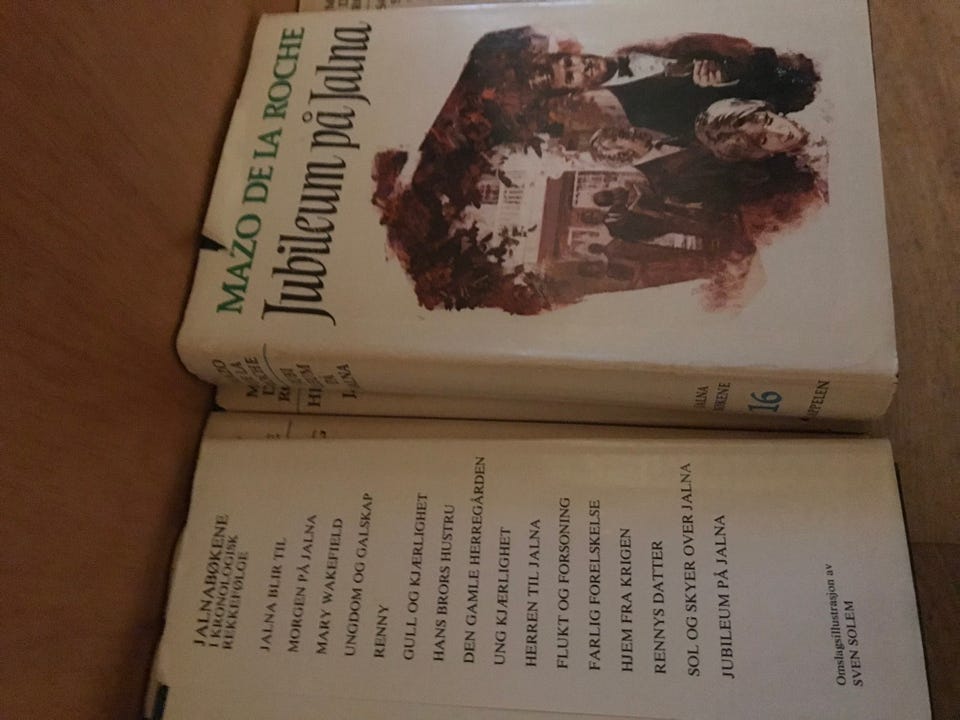 MAZO DE LA ROCHE
Jubileum på Jalna
JALNA
16
JALNABØKENE
I KRONOLOGISK
REKKEFØLGE
JALNA BLIR TIL
MORGEN PÅ JALNA
MARY WAKEFIELD
UNGDOM OG GALSKAP
RENNY
GULL OG KJÆRLIGHET
HANS BRORS HUSTRU
DEN GAMLE HERREGÅRDEN
UNG KJÆRLIGHET
HERREN TIL JALNA
FLUKT OG FORSONING
FARLIG FORELSKELSE
HJEM FRA KRIGEN
RENNYS DATTER
SOL OG SKYER OVER JALNA
JUBILEUM PÅ JALNA
Omslagsillustrasjon av
SVEN SOLEM